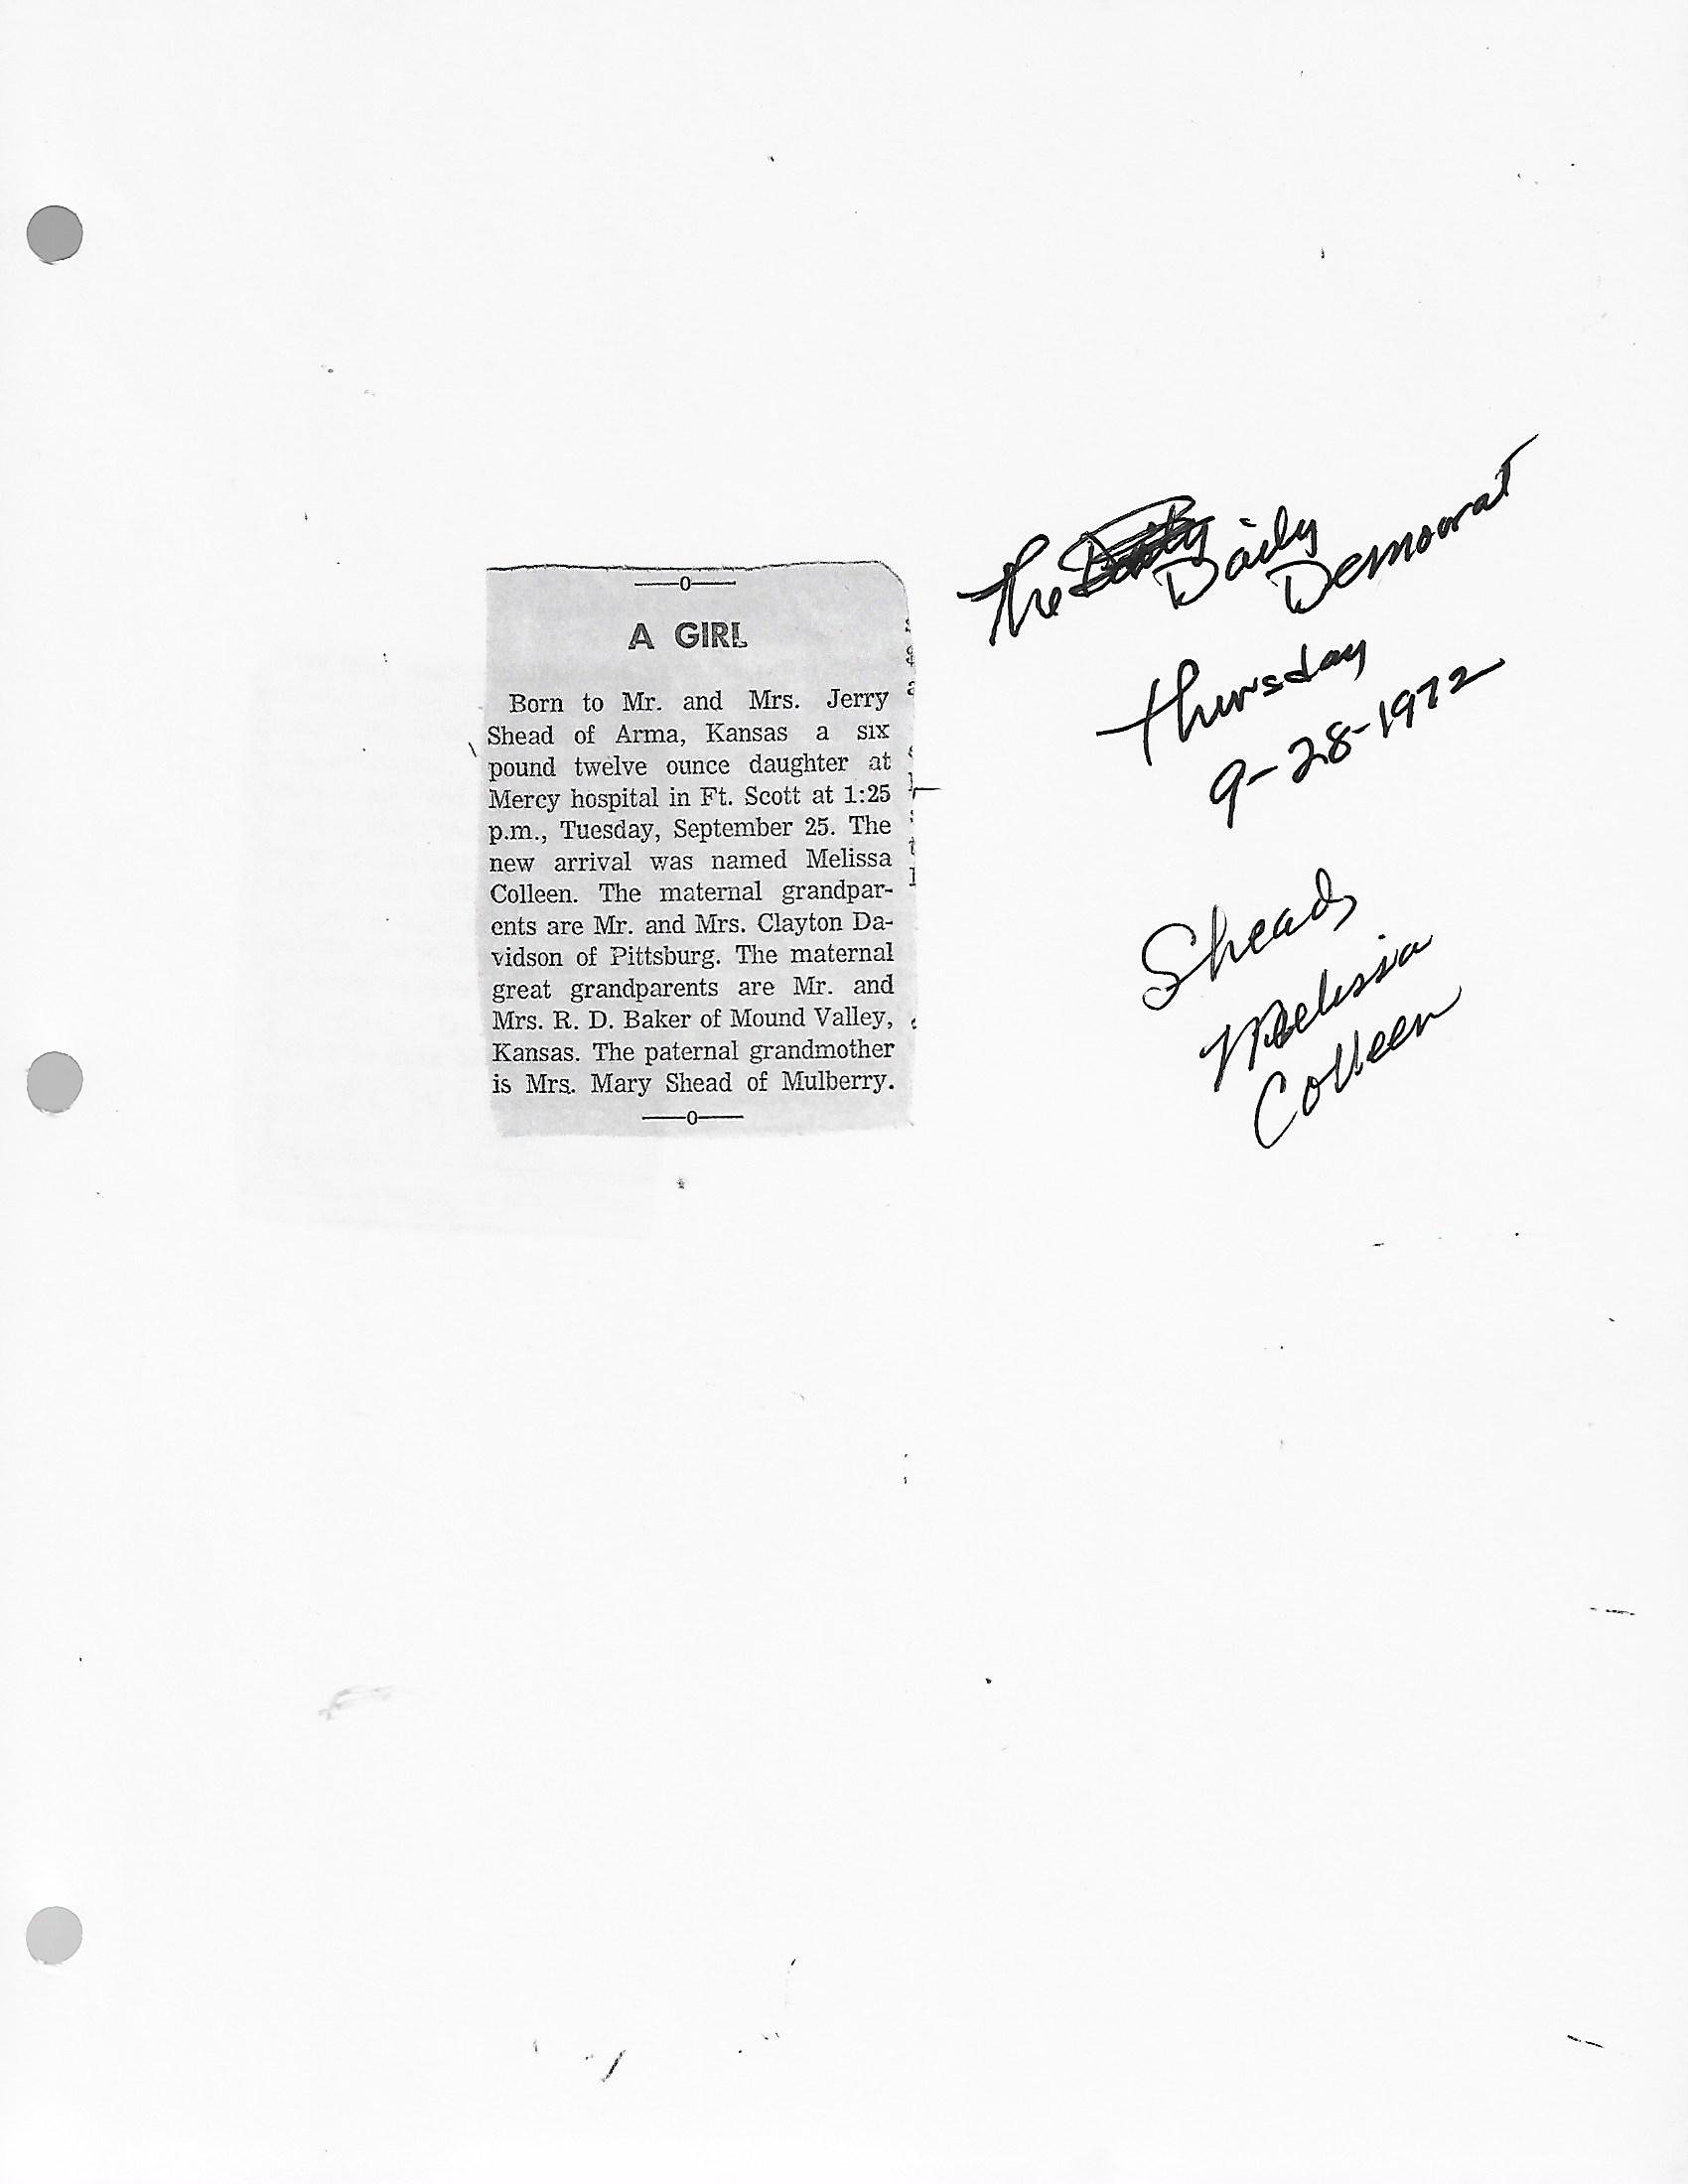 —o—
A GIRL
Born to Mr. and Mrs. Jerry
Shead of Arma, Kansas a six
pound twelve ounce daughter at
Mercy hospital in Ft. Scott at 1:25
p.m., Tuesday, September 25. The
new arrival was named Melissa
Colleen. The maternal grandpar-
ents are Mr. and Mrs. Clayton Da-
vidson of Pittsburg. The maternal
great grandparents are Mr. and
Mrs. R. D. Baker of Mound Valley,
Kansas. The paternal grandmother
is Mrs. Mary Shead of Mulberry.
—o—
The Daily
Democrat
Thursday
9-28-1972
Shead,
Melissa
Colleen